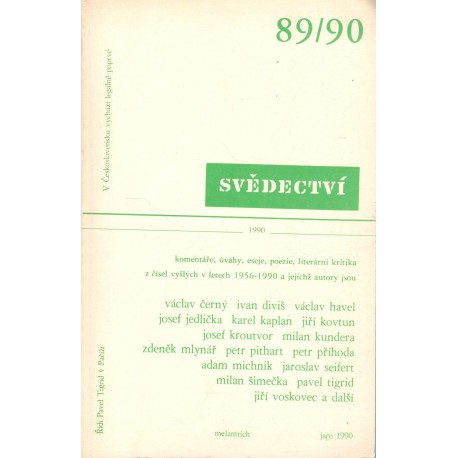 89/90
V Československu vychází legálně poprvé
SVĚDECTVÍ
1990
komentáře, úvahy, eseje, poezie, literární kritika
z čísel vyšlých v letech 1956-1990 a jejichž autory jsou
václav černý ivan diviš václav havel
josef jedlička karel kaplan jiří kovtun
josef kroutvor milan kundera
zdeněk mlynář petr pithart petr příhoda
adam michnik jaroslav seifert
milan šimečka pavel tigrid
jiří voskovec a další
Řídí Pavel Tigrid v Paříži
melantrich jaro 1990